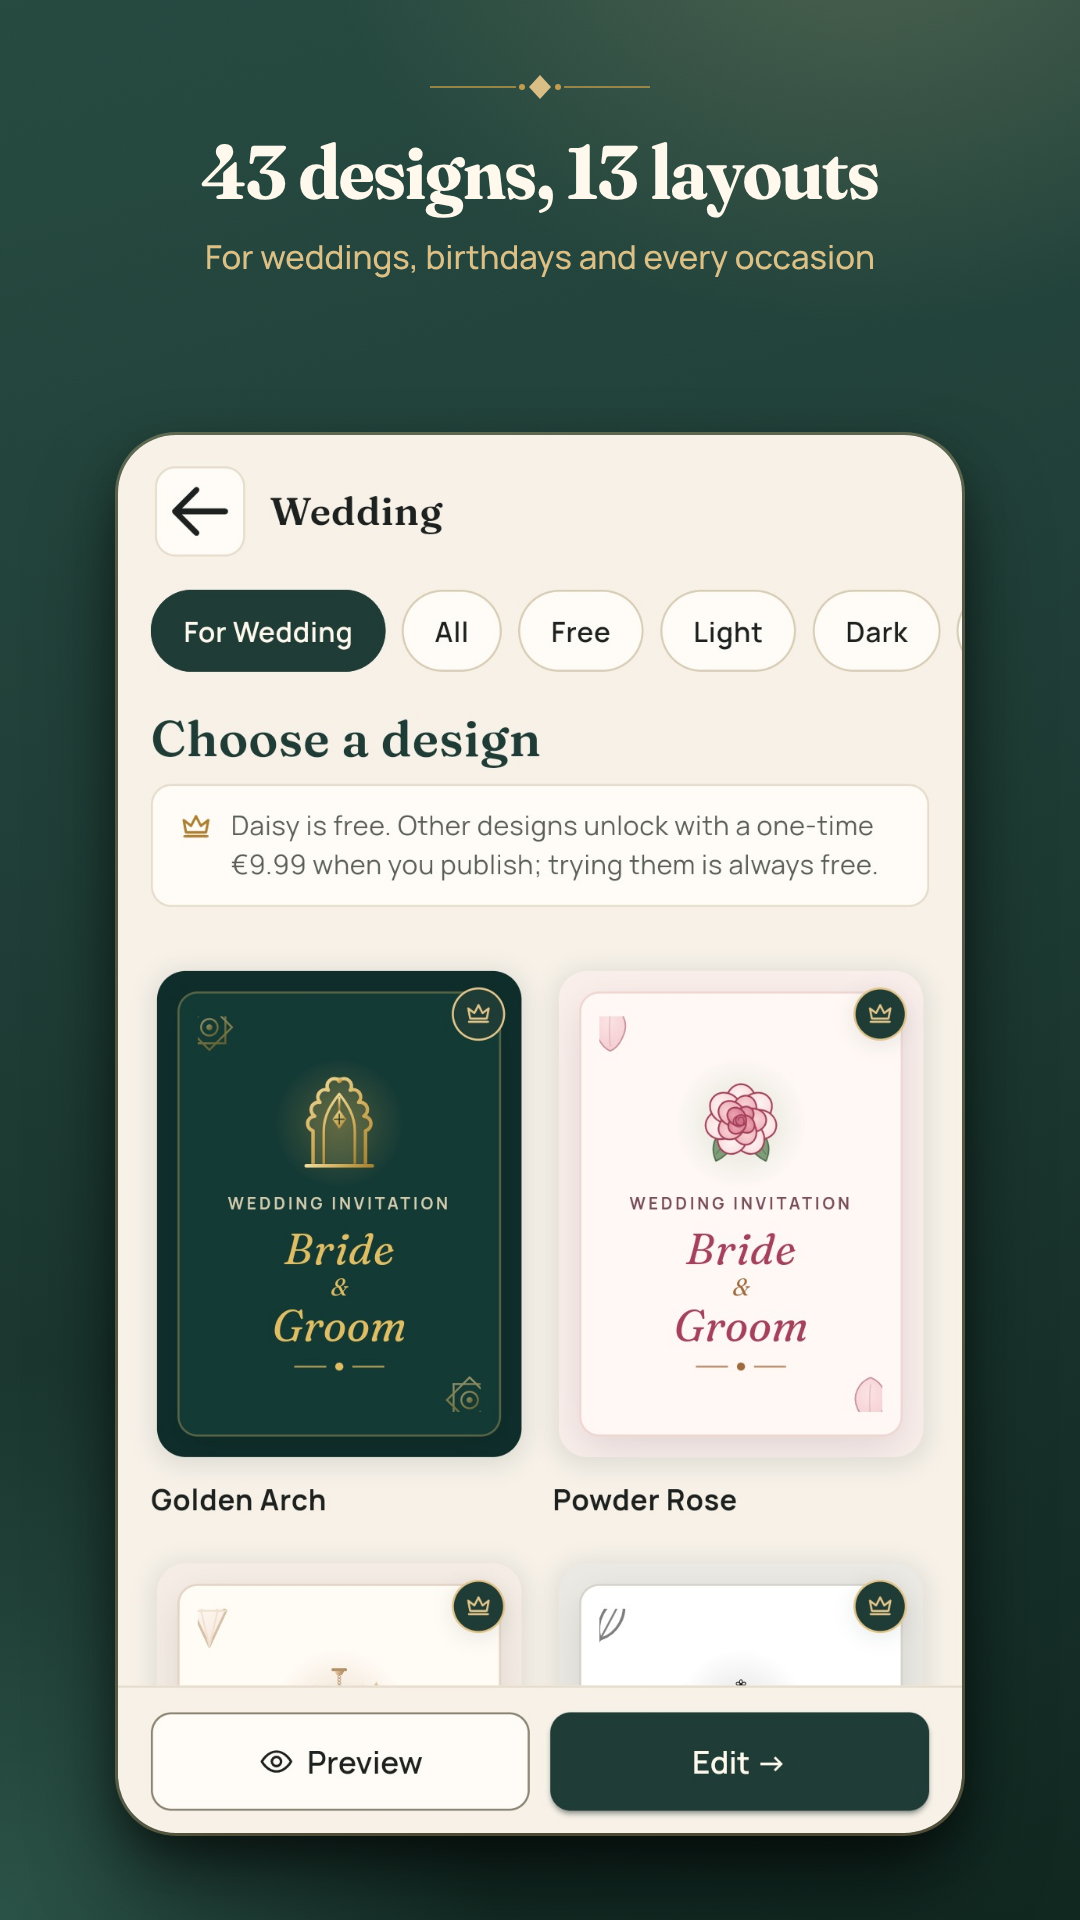 43 designs, 13 layouts
For weddings, birthdays and every occasion
Wedding
For Wedding
All
Free
Light
Dark
Choose a design
Daisy is free. Other designs unlock with a one-time
€9.99 when you publish; trying them is always free.
WEDDING INVITATION
Bride
&
Groom
WEDDING INVITATION
Bride
&
Groom
Golden Arch
Powder Rose
Preview
Edit →